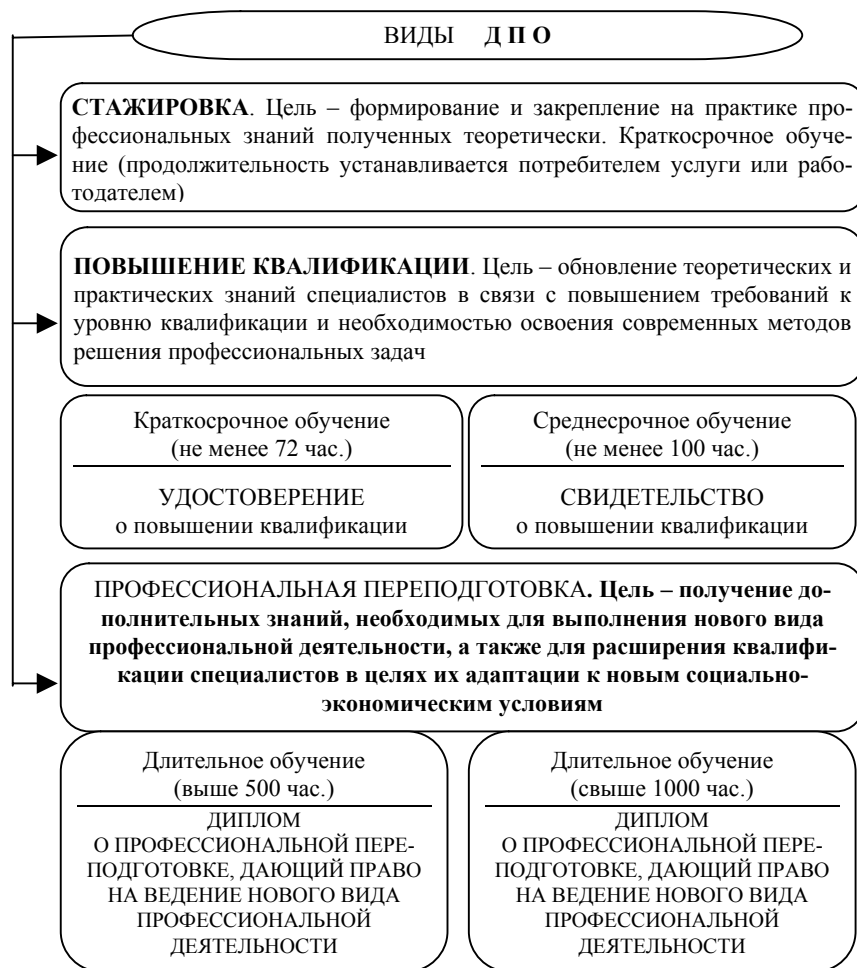 ВИДЫ Д П О
СТАЖИРОВКА. Цель – формирование и закрепление на практике про-
фессиональных знаний полученных теоретически. Краткосрочное обуче-
ние (продолжительность устанавливается потребителем услуги или рабо-
тодателем)
ПОВЫШЕНИЕ КВАЛИФИКАЦИИ. Цель – обновление теоретических и
практических знаний специалистов в связи с повышением требований к
уровню квалификации и необходимостью освоения современных методов
решения профессиональных задач
Краткосрочное обучение
(не менее 72 час.)
УДОСТОВЕРЕНИЕ
о повышении квалификации
Среднесрочное обучение
(не менее 100 час.)
СВИДЕТЕЛЬСТВО
о повышении квалификации
ПРОФЕССИОНАЛЬНАЯ ПЕРЕПОДГОТОВКА. Цель – получение до-
полнительных знаний, необходимых для выполнения нового вида
профессиональной деятельности, а также для расширения квалифи-
кации специалистов в целях их адаптации к новым социально-
экономическим условиям
Длительное обучение
(выше 500 час.)
ДИПЛОМ
О ПРОФЕССИОНАЛЬНОЙ ПЕРЕ-
ПОДГОТОВКЕ, ДАЮЩИЙ ПРАВО
НА ВЕДЕНИЕ НОВОГО ВИДА
ПРОФЕССИОНАЛЬНОЙ
ДЕЯТЕЛЬНОСТИ
Длительное обучение
(свыше 1000 час.)
ДИПЛОМ
О ПРОФЕССИОНАЛЬНОЙ ПЕРЕ-
ПОДГОТОВКЕ, ДАЮЩИЙ ПРАВО
НА ВЕДЕНИЕ НОВОГО ВИДА
ПРОФЕССИОНАЛЬНОЙ
ДЕЯТЕЛЬНОСТИ